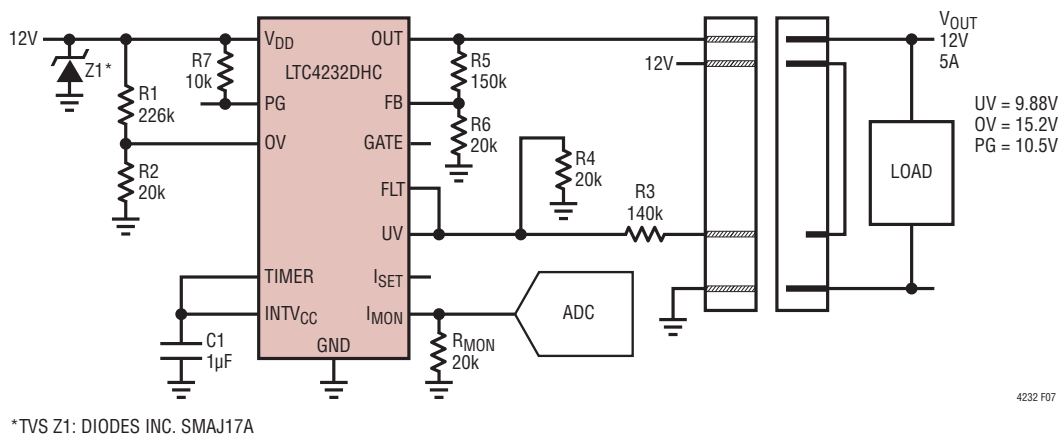 12V
Z1*
R1
226k
R2
20k
R7
10k
VDD
PG
OV
TIMER
INTVCC
C1
1µF
LTC4232DHC
OUT
FB
GATE
FLT
UV
ISET
IMON
GND
R5
150k
R6
20k
R4
20k
R3
140k
RMON
20k
ADC
12V
LOAD
VOUT
12V
5A
UV = 9.88V
OV = 15.2V
PG = 10.5V
4232 F07
*TVS Z1: DIODES INC. SMAJ17A